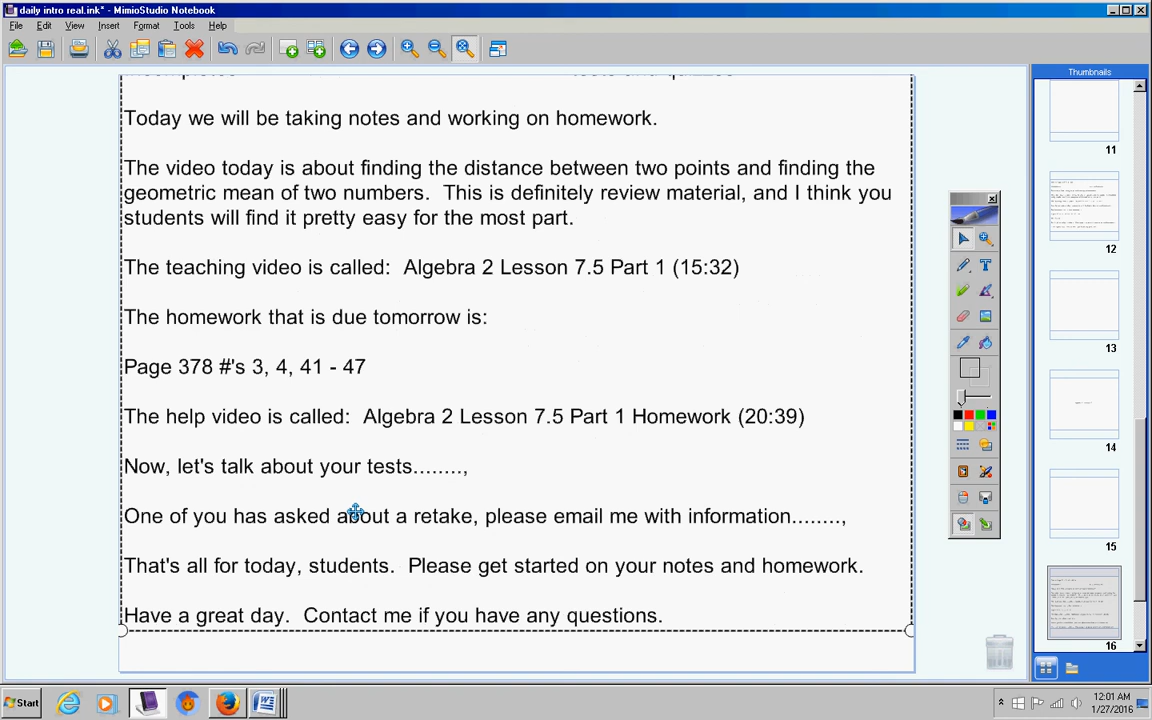 daily intro real.ink* - MimioStudio Notebook
File Edit View Insert Format Tools Help
Thumbnails
Today we will be taking notes and working on homework.
The video today is about finding the distance between two points and finding the
geometric mean of two numbers. This is definitely review material, and I think you
students will find it pretty easy for the most part.
The teaching video is called: Algebra 2 Lesson 7.5 Part 1 (15:32)
The homework that is due tomorrow is:
Page 378 #'s 3, 4, 41 - 47
The help video is called: Algebra 2 Lesson 7.5 Part 1 Homework (20:39)
Now, let's talk about your tests........,
One of you has asked about a retake, please email me with information........,
That's all for today, students. Please get started on your notes and homework.
Have a great day. Contact me if you have any questions.
11
12
13
14
15
16
Start
12:01 AM
1/27/2016